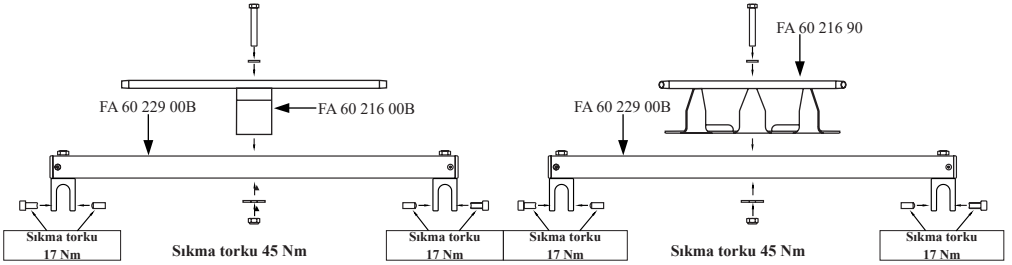 FA 60 229 00B
FA 60 216 00B
Sıkma torku
17 Nm
Sıkma torku 45 Nm
Sıkma torku
17 Nm
FA 60 216 90
FA 60 229 00B
Sıkma torku
17 Nm
Sıkma torku 45 Nm
Sıkma torku
17 Nm